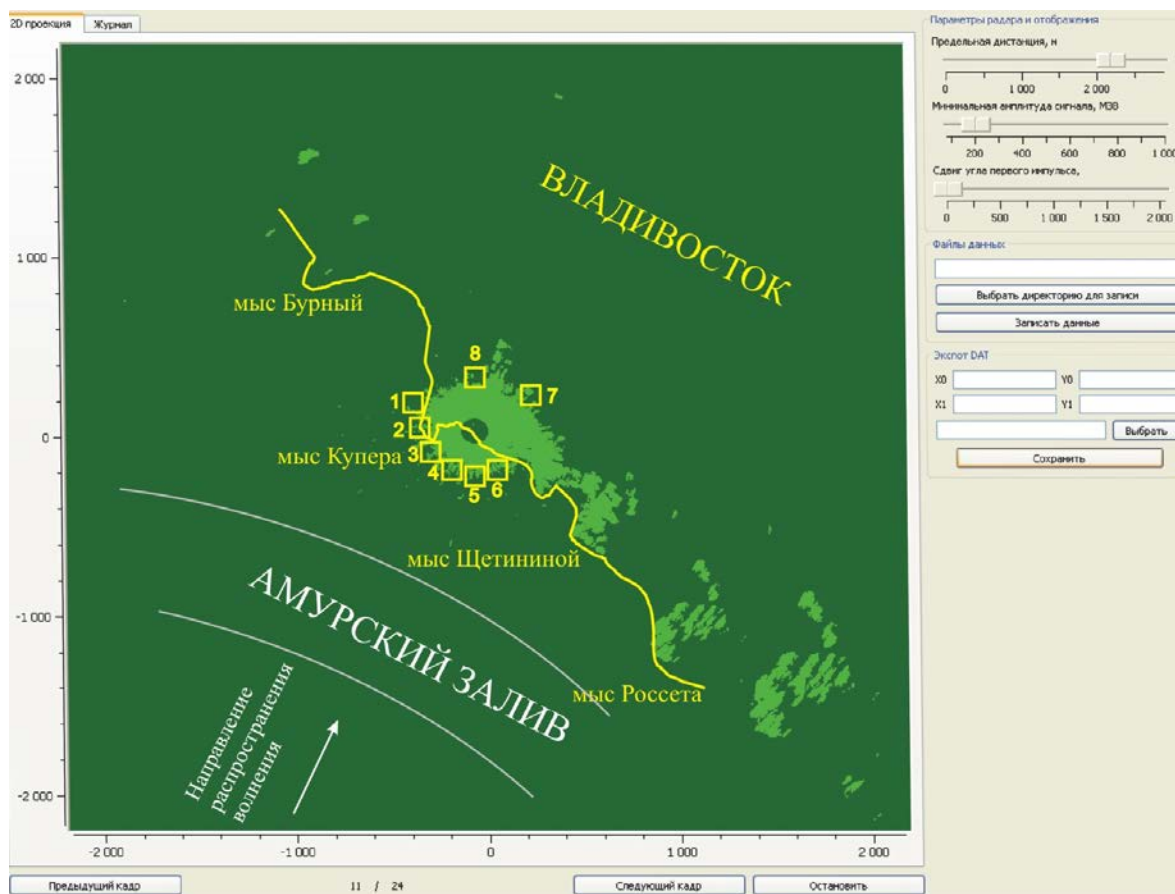 2D проекция
Журнал
2 000
1 000
0
-1 000
-2 000
-2 000
-1 000
0
1 000
2 000
ВЛАДИВОСТОК
мыс Бурный
8
7
1
2
3
4
5
6
мыс Купера
мыс Щетининой
АМУРСКИЙ ЗАЛИВ
мыс Россета
Направление
распространения
волнения
Предыдущий кадр
11 / 24
Следующий кадр
Остановить
Параметры радара и отображения
Предельная дистанция, м
0
1 000
2 000
Минимальная амплитуда сигнала, МЗВ
200
400
600
800
1 000
Сдвиг угла первого импульса,
0
500
1 000
1 500
2 000
Файлы данных
Выбрать директорию для записи
Записать данные
Экспот DAT
X0
Y0
X1
Y1
Выбрать
Сохранить